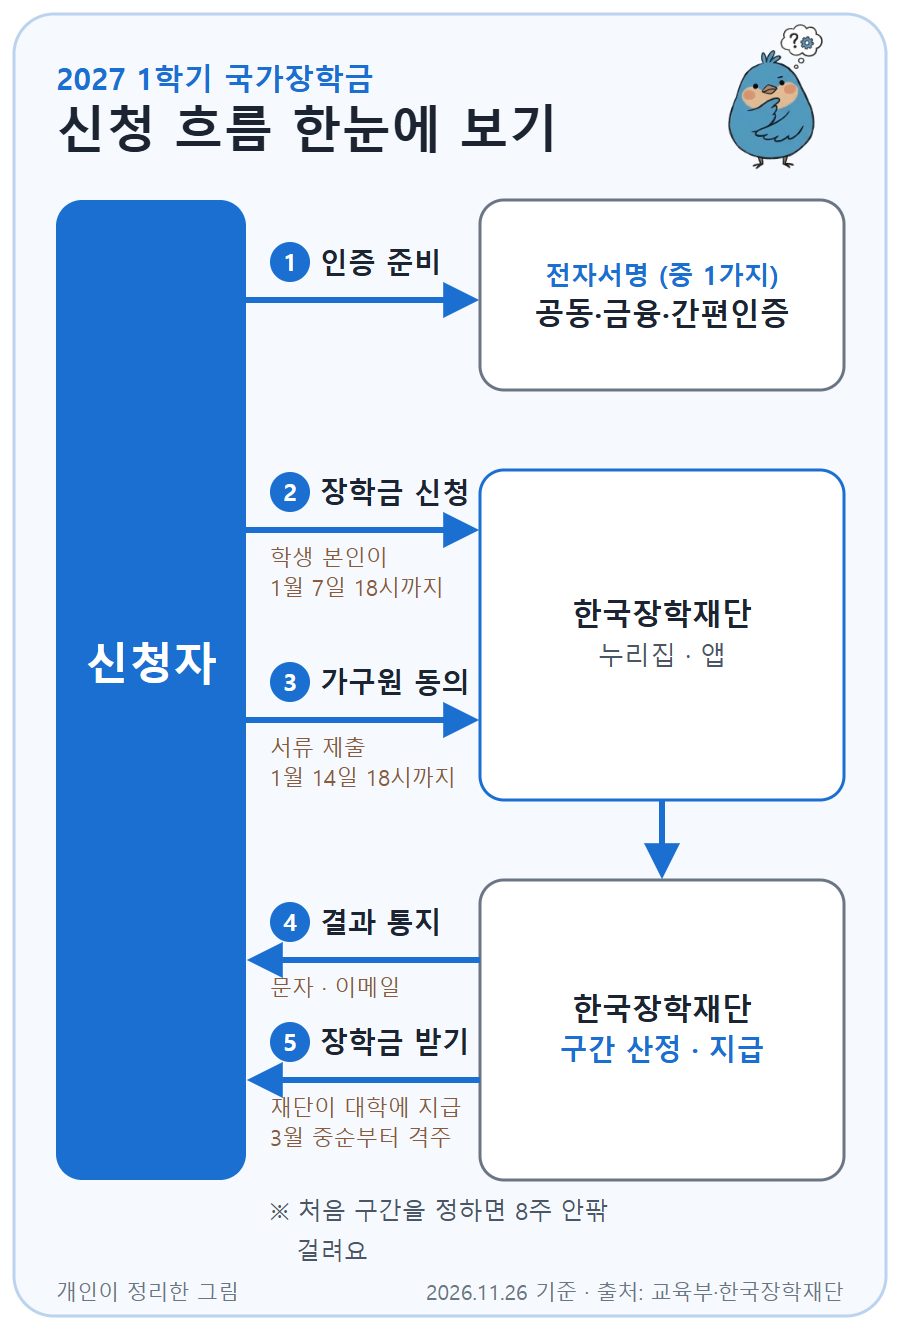 2027 1학기 국가장학금
신청 흐름 한눈에 보기
?
신청자
1 인증 준비
전자서명 (중 1가지)
공동·금융·간편인증
2 장학금 신청
학생 본인이
1월 7일 18시까지
한국장학재단
누리집 · 앱
3 가구원 동의
서류 제출
1월 14일 18시까지
4 결과 통지
문자 · 이메일
한국장학재단
구간 산정 · 지급
5 장학금 받기
재단이 대학에 지급
3월 중순부터 격주
※ 처음 구간을 정하면 8주 안팎
걸려요
개인이 정리한 그림
2026.11.26 기준 · 출처: 교육부·한국장학재단